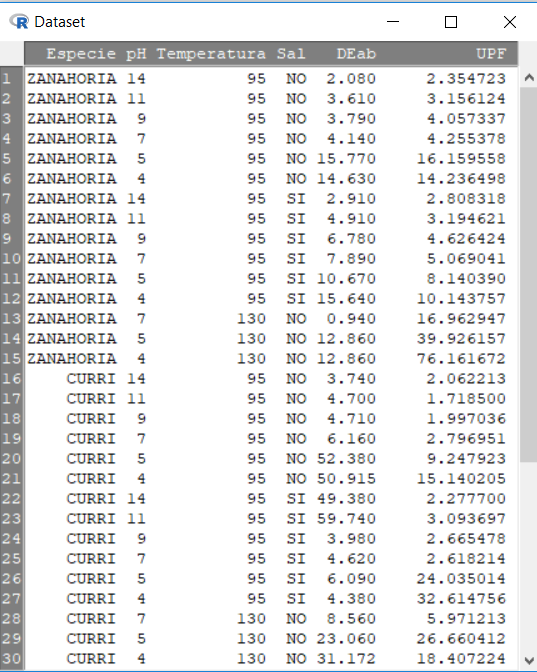 R Dataset
Especie pH Temperatura Sal DEab UPF
1 ZANAHORIA 14 95 NO 2.080 2.354723
2 ZANAHORIA 11 95 NO 3.610 3.156124
3 ZANAHORIA 9 95 NO 3.790 4.057337
4 ZANAHORIA 7 95 NO 4.140 4.255378
5 ZANAHORIA 5 95 NO 15.770 16.159558
6 ZANAHORIA 4 95 NO 14.630 14.236498
7 ZANAHORIA 14 95 SI 2.910 2.808318
8 ZANAHORIA 11 95 SI 4.910 3.194621
9 ZANAHORIA 9 95 SI 6.780 4.626424
10 ZANAHORIA 7 95 SI 7.890 5.069041
11 ZANAHORIA 5 95 SI 10.670 8.140390
12 ZANAHORIA 4 95 SI 15.640 10.143757
13 ZANAHORIA 7 130 NO 0.940 16.962947
14 ZANAHORIA 5 130 NO 12.860 39.926157
15 ZANAHORIA 4 130 NO 12.860 76.161672
16 CURRI 14 95 NO 3.740 2.062213
17 CURRI 11 95 NO 4.700 1.718500
18 CURRI 9 95 NO 4.710 1.997036
19 CURRI 7 95 NO 6.160 2.796951
20 CURRI 5 95 NO 52.380 9.247923
21 CURRI 4 95 NO 50.915 15.140205
22 CURRI 14 95 SI 49.380 2.277700
23 CURRI 11 95 SI 59.740 3.093697
24 CURRI 9 95 SI 3.980 2.665478
25 CURRI 7 95 SI 4.620 2.618214
26 CURRI 5 95 SI 6.090 24.035014
27 CURRI 4 95 SI 4.380 32.614756
28 CURRI 7 130 NO 8.560 5.971213
29 CURRI 5 130 NO 23.060 26.660412
30 CURRI 4 130 NO 31.172 18.407224